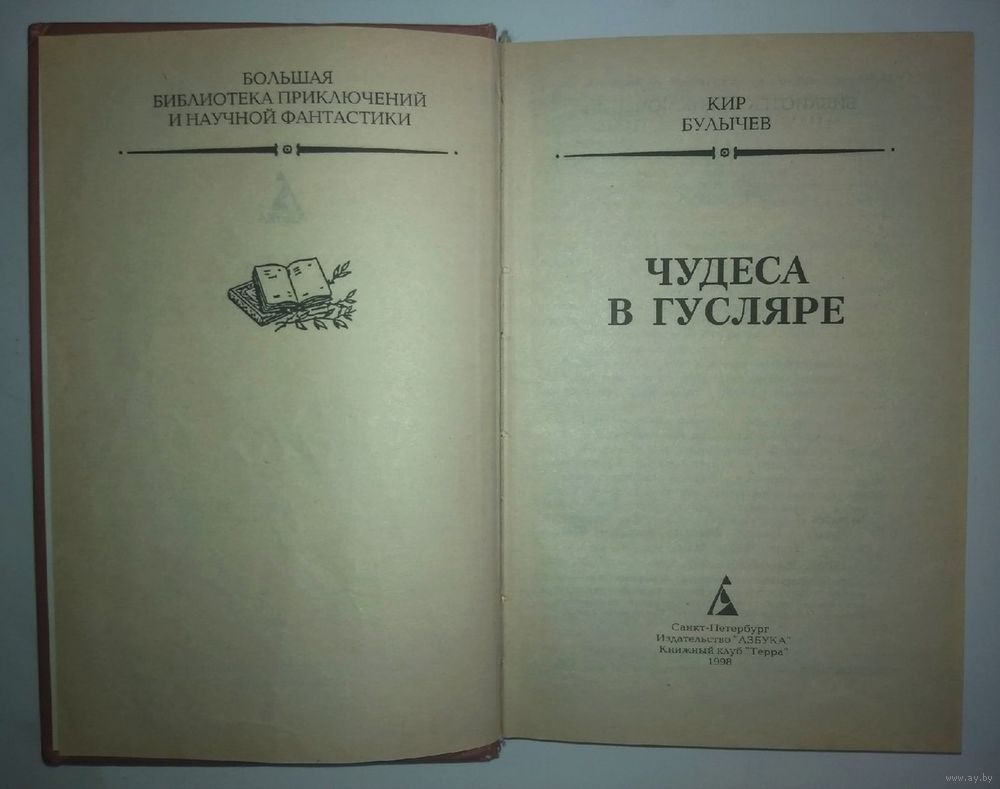 БОЛЬШАЯ
БИБЛИОТЕКА ПРИКЛЮЧЕНИЙ
И НАУЧНОЙ ФАНТАСТИКИ
КИР
БУЛЫЧЕВ
ЧУДЕСА
В ГУСЛЯРЕ
Санкт-Петербург
Издательство "АЗБУКА"
Книжный клуб "Терра"
1998
www.ay.by